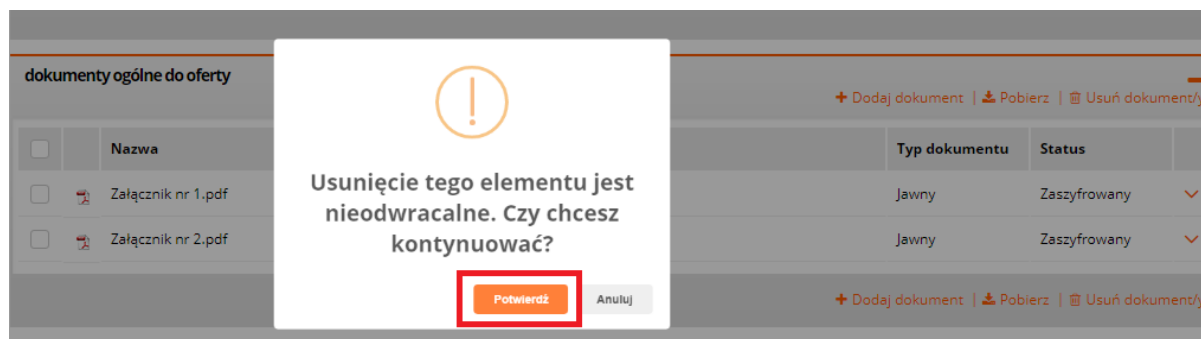 dokumenty ogólne do oferty
+ Dodaj dokument | Pobierz | Usuń dokument/y
Nazwa Typ dokumentu Status
Załącznik nr 1.pdf Jawny Zaszyfrowany
Załącznik nr 2.pdf Jawny Zaszyfrowany
Usunięcie tego elementu jest
nieodwracalne. Czy chcesz
kontynuować?
Potwierdź Anuluj
+ Dodaj dokument | Pobierz | Usuń dokument/y